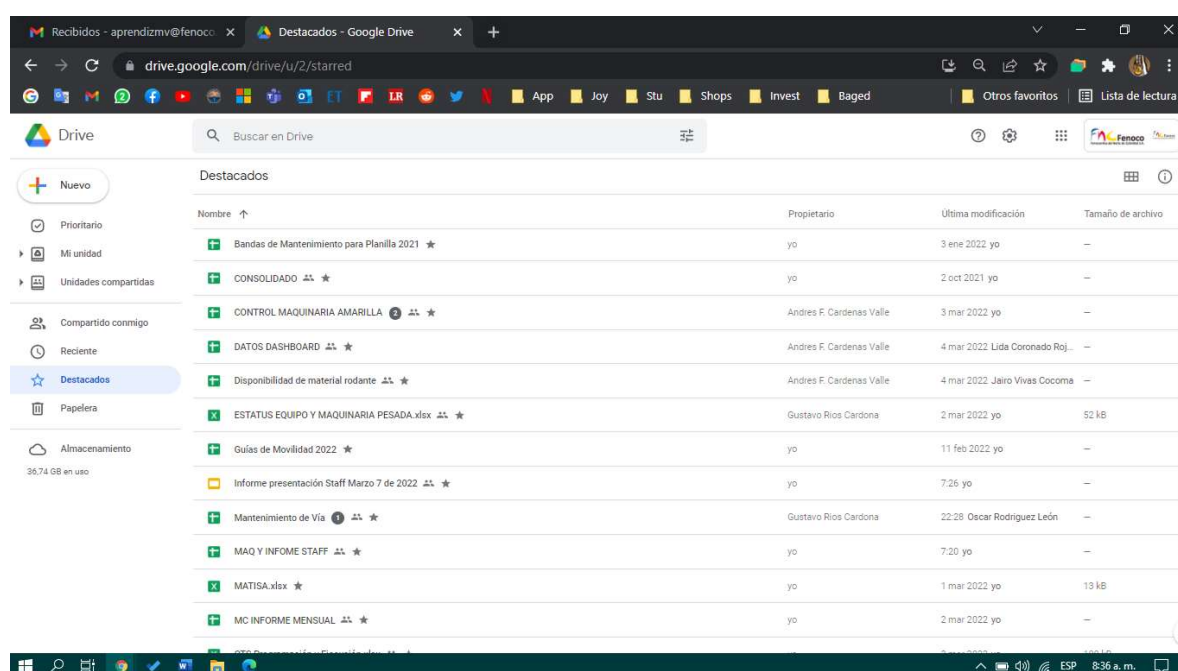 Recibidos - aprendizmv@fenoco. Destacados - Google Drive
drive.google.com/drive/u/2/starred
ET LR App Joy Stu Shops Invest Baged Otros favoritos Lista de lectura
Drive Buscar en Drive Fenoco
Nuevo Destacados
Nombre Propietario Última modificación Tamaño de archivo
Prioritario
Mi unidad
Unidades compartidas
Compartido conmigo
Reciente
Destacados
Papelera
Almacenamiento
36,74 GB en uso
Bandas de Mantenimiento para Planilla 2021 yo 3 ene 2022 yo –
CONSOLIDADO yo 2 oct 2021 yo –
CONTROL MAQUINARIA AMARILLA 2 Andres F. Cardenas Valle 3 mar 2022 yo –
DATOS DASHBOARD Andres F. Cardenas Valle 4 mar 2022 Lida Coronado Roj... –
Disponibilidad de material rodante Andres F. Cardenas Valle 4 mar 2022 Jairo Vivas Cocoma –
ESTATUS EQUIPO Y MAQUINARIA PESADA.xlsx Gustavo Rios Cardona 2 mar 2022 yo 52 kB
Guías de Movilidad 2022 yo 11 feb 2022 yo –
Informe presentación Staff Marzo 7 de 2022 yo 7:26 yo –
Mantenimiento de Vía 1 Gustavo Rios Cardona 22:28 Oscar Rodriguez León –
MAQ Y INFOME STAFF yo 7:20 yo –
MATISA.xlsx yo 1 mar 2022 yo 13 kB
MC INFORME MENSUAL yo 2 mar 2022 yo –
ESP 8:36 a. m.